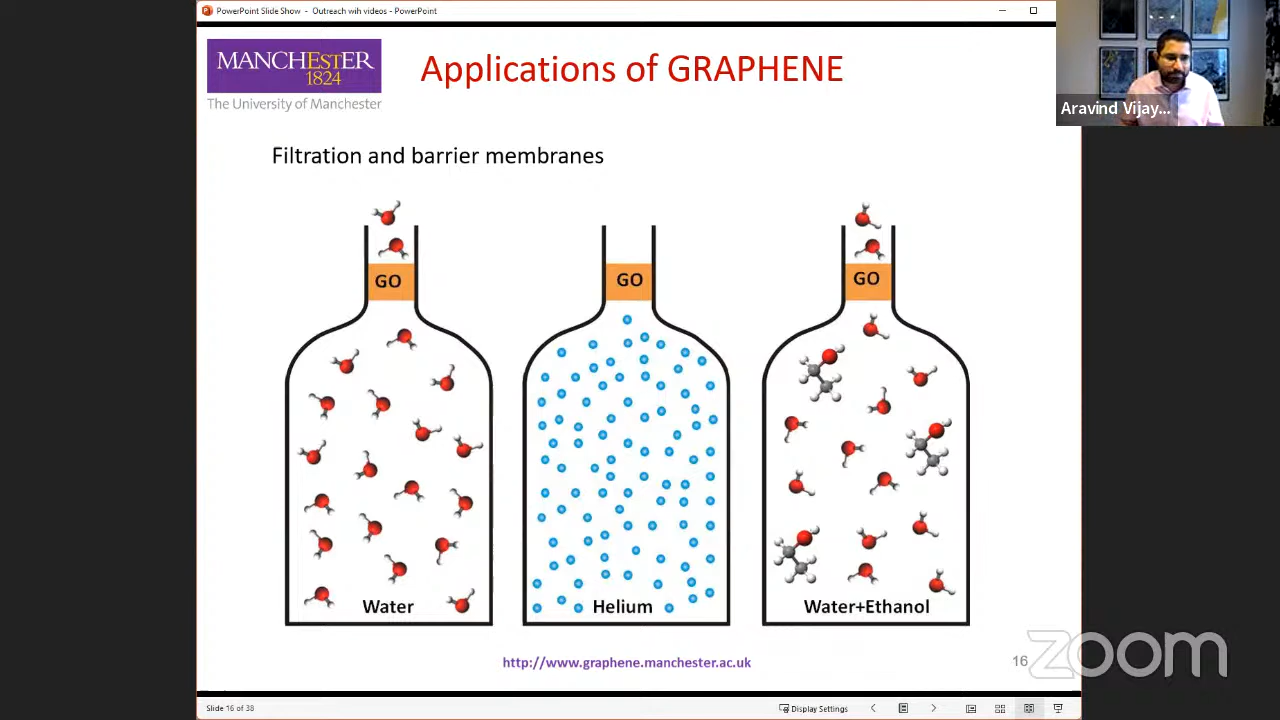 PowerPoint Slide Show - Outreach wih videos - PowerPoint
MANCHESTER
1824
The University of Manchester
Applications of GRAPHENE
Aravind Vijay...
Filtration and barrier membranes
GO
GO
GO
Water
Helium
Water+Ethanol
http://www.graphene.manchester.ac.uk
16
zoom
Slide 16 of 38
Display Settings